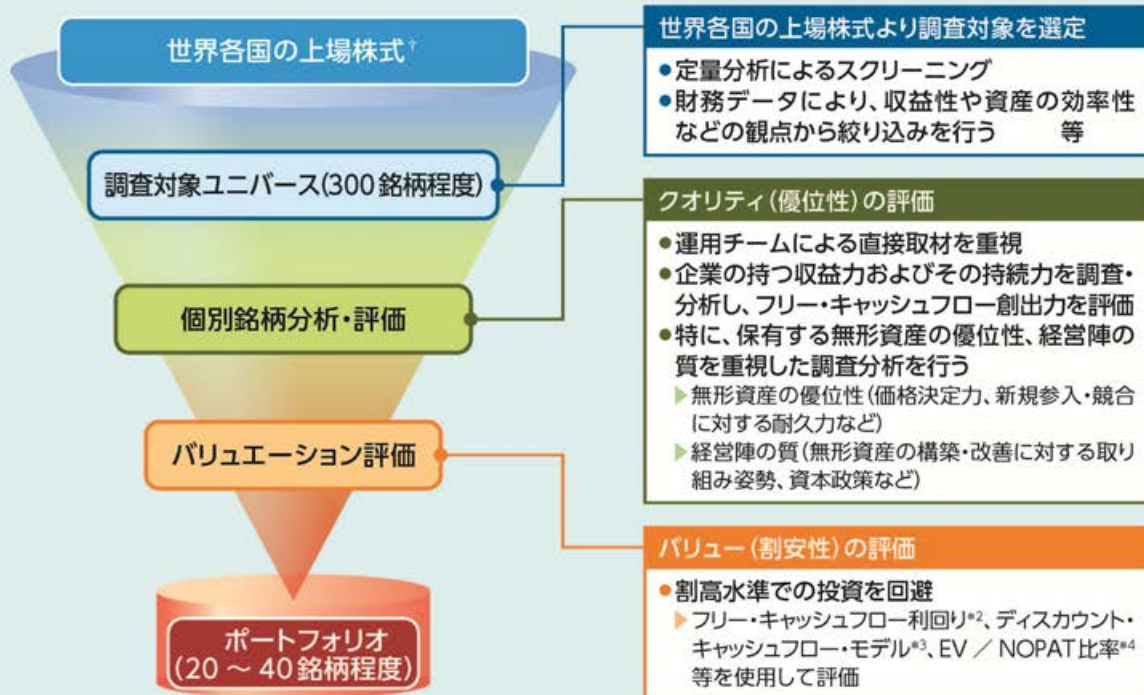 世界各国の上場株式†
調査対象ユニバース(300銘柄程度)
個別銘柄分析・評価
バリュエーション評価
ポートフォリオ
(20～40銘柄程度)
世界各国の上場株式より調査対象を選定
●定量分析によるスクリーニング
●財務データにより、収益性や資産の効率性
などの観点から絞り込みを行う 等
クオリティ(優位性)の評価
●運用チームによる直接取材を重視
●企業の持つ収益力およびその持続力を調査・
分析し、フリー・キャッシュフロー創出力を評価
●特に、保有する無形資産の優位性、経営陣の
質を重視した調査分析を行う
▶無形資産の優位性(価格決定力、新規参入・競合
に対する耐久力など)
▶経営陣の質(無形資産の構築・改善に対する取り
組み姿勢、資本政策など)
バリュー(割安性)の評価
●割高水準での投資を回避
▶フリー・キャッシュフロー利回り※2、ディスカウント・
キャッシュフロー・モデル※3、EV／NOPAT比率※4
等を使用して評価